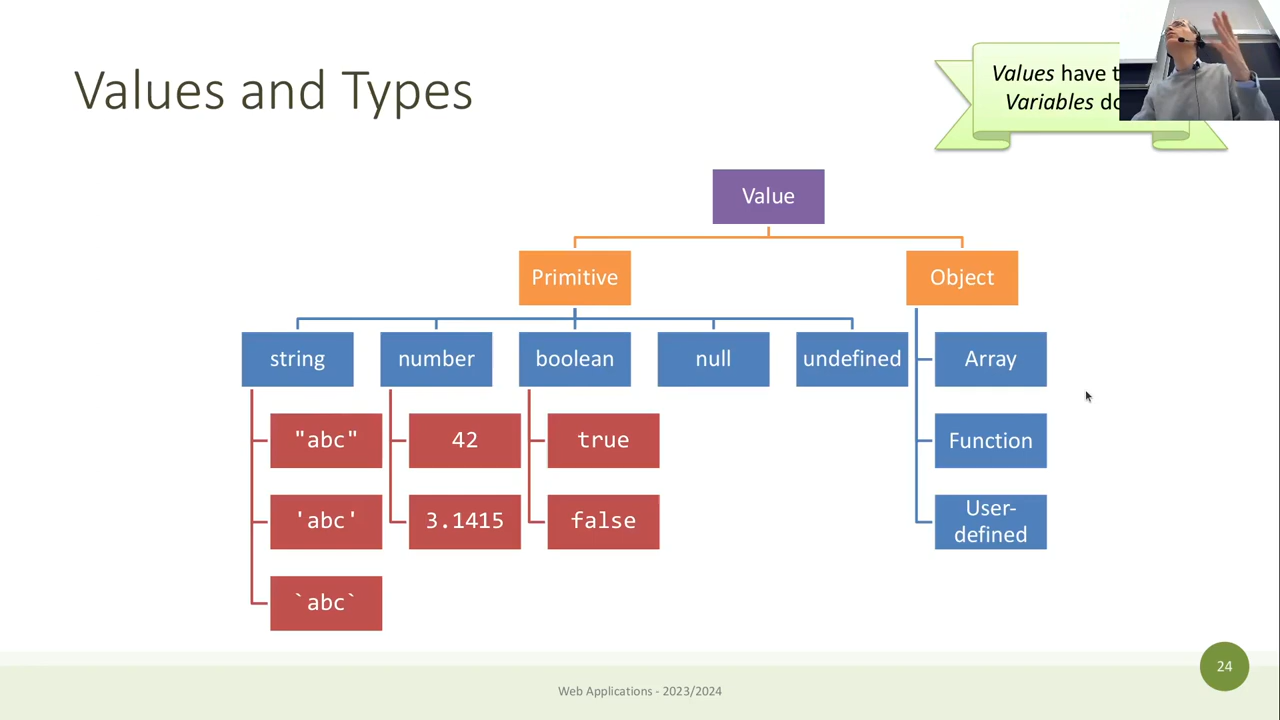 Values and Types
Values have
Variables
Value
Primitive
Object
string
number
boolean
null
undefined
Array
"abc"
42
true
Function
'abc'
3.1415
false
User-
defined
`abc`
24
Web Applications - 2023/2024